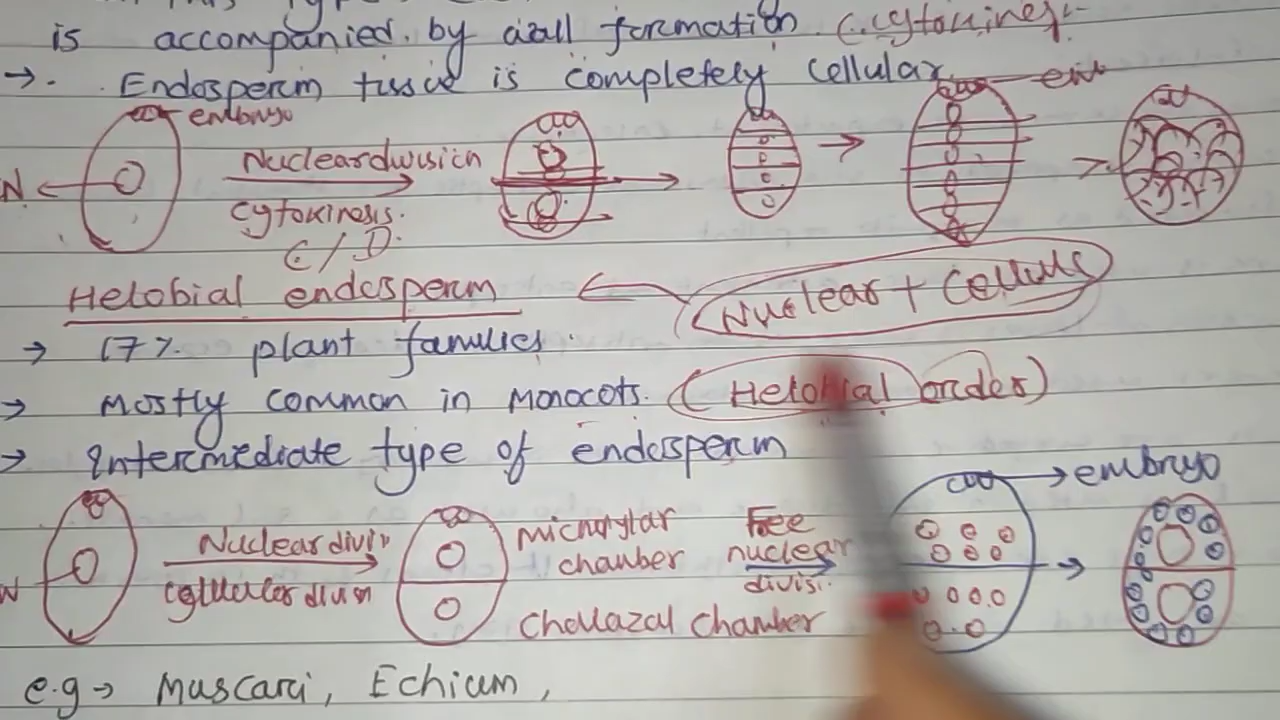 is accompanied by wall formation (cytokinesis
→. Endosperm tissue is completely cellular
embryo
N
Nuclear division
cytokinesis.
C/D.
Helobial endosperm
Nuclear + Cellular
→ 17% plant families.
→ Mostly common in Monocots. (Helobial order)
→ Intermediate type of endosperm
embryo
N
Nuclear divi
cellular
micropylar
chamber
chalazal chamber
Free
nuclear
divisi.
e.g → Muscari, Echium,